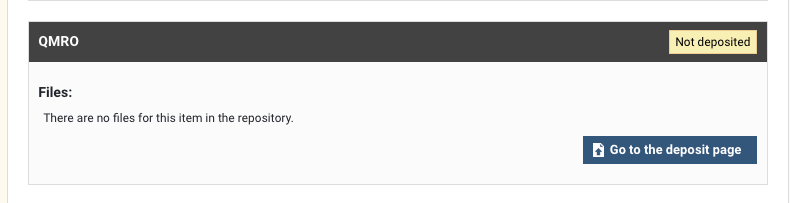 QMRO
Not deposited
Files:
There are no files for this item in the repository.
Go to the deposit page